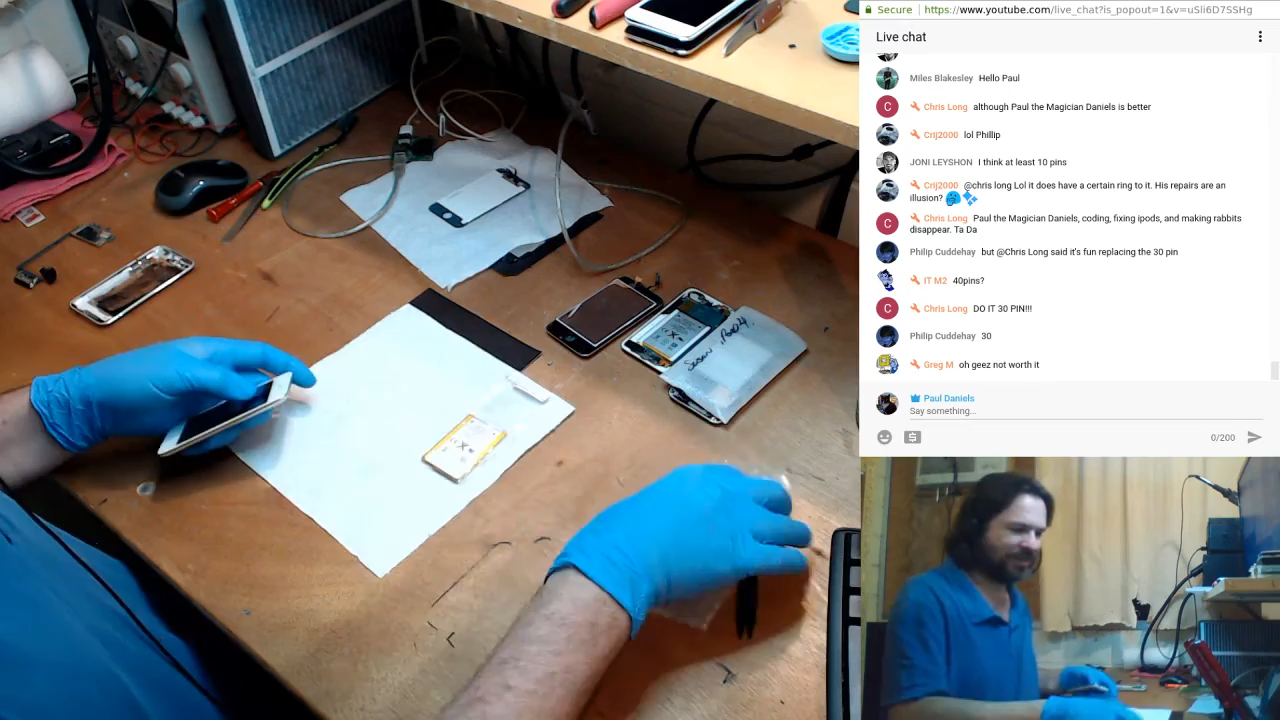 Secure https://www.youtube.com/live_chat?is_popout=1&v=uSli6D7SSHg
Live chat
Miles Blakesley Hello Paul
C Chris Long although Paul the Magician Daniels is better
Crij2000 lol Phillip
JONI LEYSHON I think at least 10 pins
Crij2000 @chris long Lol it does have a certain ring to it. His repairs are an
illusion?
C Chris Long Paul the Magician Daniels, coding, fixing ipods, and making rabbits
disappear. Ta Da
Philip Cuddehay but @Chris Long said it's fun replacing the 30 pin
IT M2 40pins?
C Chris Long DO IT 30 PIN!!!
Philip Cuddehay 30
Greg M oh geez not worth it
Paul Daniels
Say something...
0/200